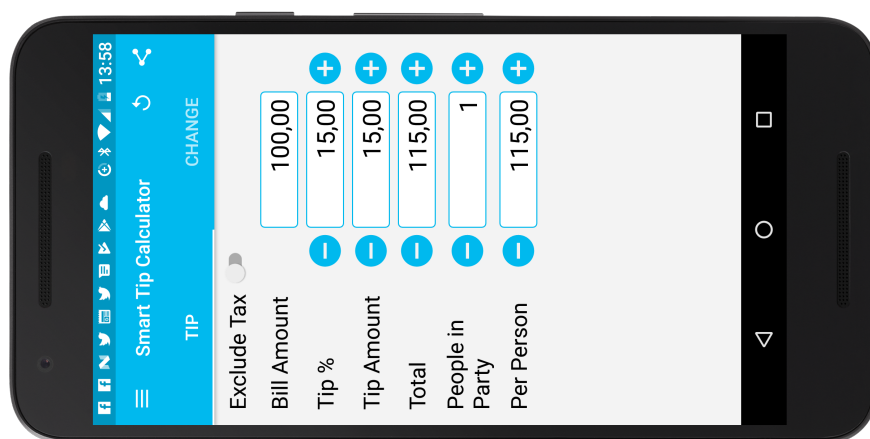 13:58
Smart Tip Calculator
TIP CHANGE
Exclude Tax
Bill Amount 100,00
Tip % 15,00
Tip Amount 15,00
Total 115,00
People in
Party 1
Per Person 115,00